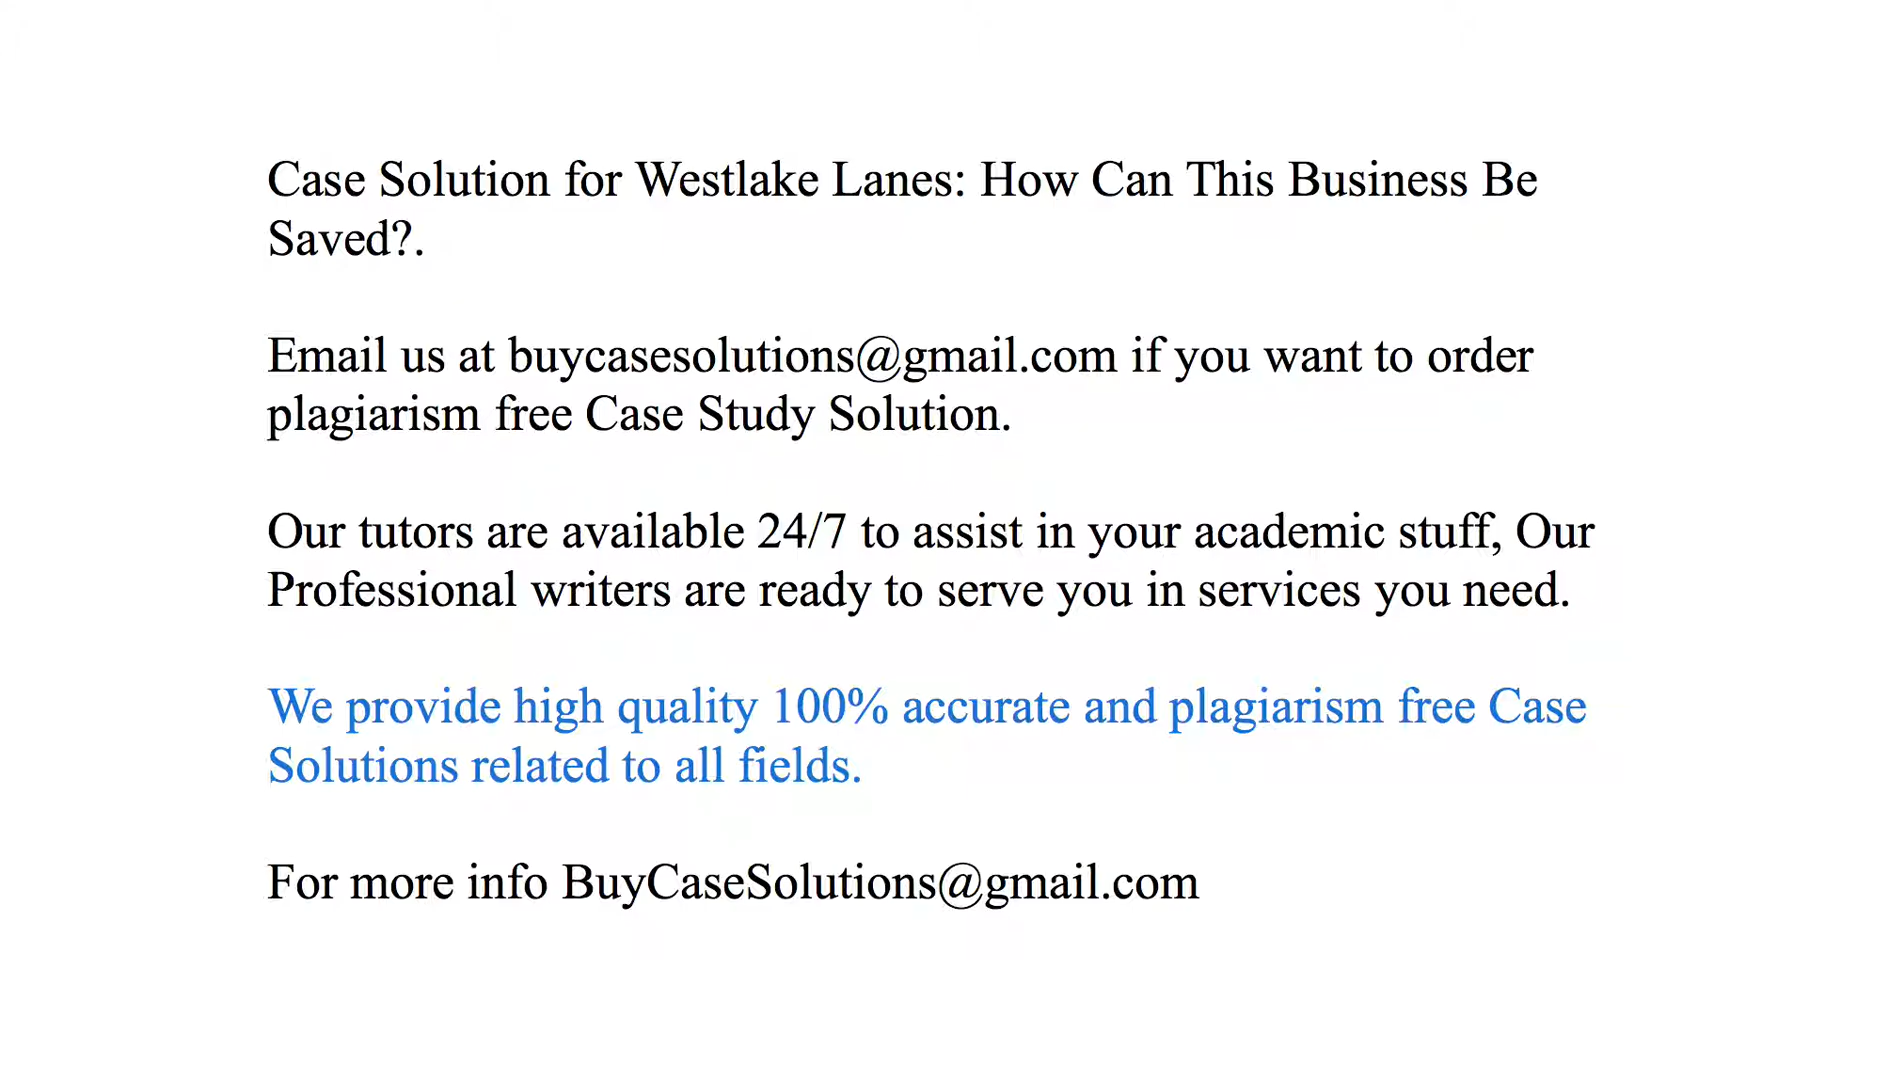 Case Solution for Westlake Lanes: How Can This Business Be
Saved?.
Email us at buycasesolutions@gmail.com if you want to order
plagiarism free Case Study Solution.
Our tutors are available 24/7 to assist in your academic stuff, Our
Professional writers are ready to serve you in services you need.
We provide high quality 100% accurate and plagiarism free Case
Solutions related to all fields.
For more info BuyCaseSolutions@gmail.com